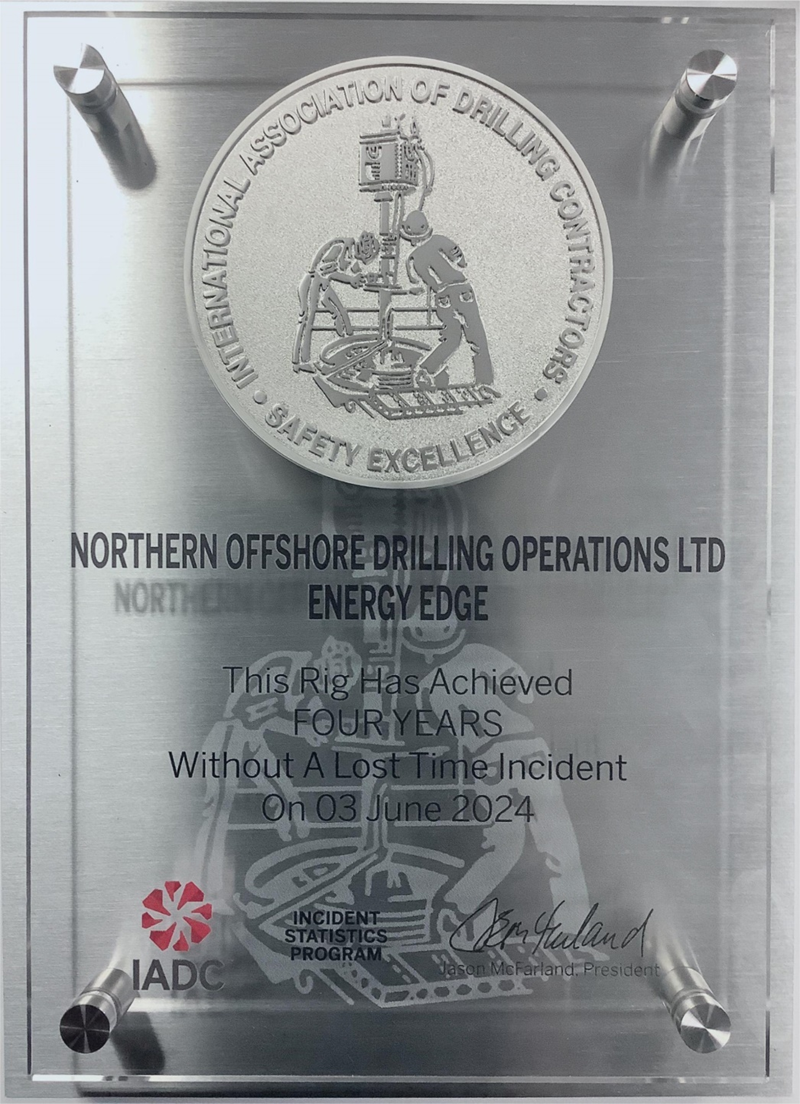 INTERNATIONAL ASSOCIATION OF DRILLING CONTRACTORS
• SAFETY EXCELLENCE •
NORTHERN OFFSHORE DRILLING OPERATIONS LTD
ENERGY EDGE
This Rig Has Achieved
FOUR YEARS
Without A Lost Time Incident
On 03 June 2024
IADC
INCIDENT
STATISTICS
PROGRAM
Jason McFarland, President